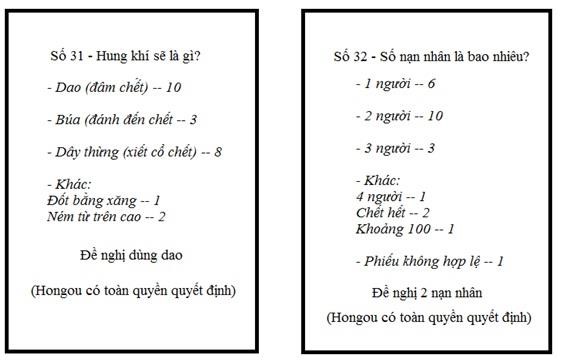 Số 31 - Hung khí sẽ là gì?
- Dao (đâm chết) -- 10
- Búa (đánh đến chết -- 3
- Dây thừng (xiết cổ chết) -- 8
- Khác:
Đốt bằng xăng -- 1
Ném từ trên cao -- 2
Đề nghị dùng dao
(Hongou có toàn quyền quyết định)
Số 32 - Số nạn nhân là bao nhiêu?
- 1 người -- 6
- 2 người -- 10
- 3 người -- 3
- Khác:
4 người -- 1
Chết hết -- 2
Khoảng 100 -- 1
- Phiếu không hợp lệ -- 1
Đề nghị 2 nạn nhân
(Hongou có toàn quyền quyết định)